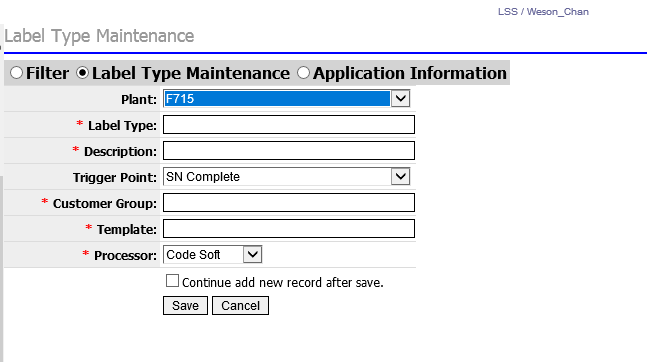 LSS / Weson_Chan
Label Type Maintenance
Filter Label Type Maintenance Application Information
Plant: F715
* Label Type:
* Description:
Trigger Point: SN Complete
* Customer Group:
* Template:
* Processor: Code Soft
Continue add new record after save.
Save Cancel